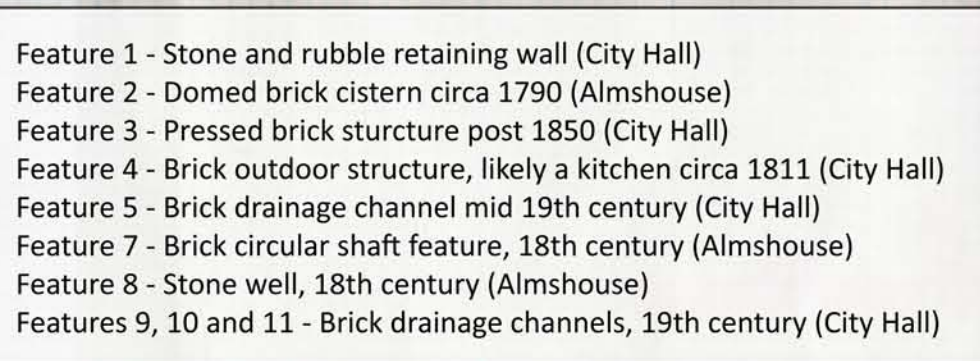 Feature 1 - Stone and rubble retaining wall (City Hall)
Feature 2 - Domed brick cistern circa 1790 (Almshouse)
Feature 3 - Pressed brick sturcture post 1850 (City Hall)
Feature 4 - Brick outdoor structure, likely a kitchen circa 1811 (City Hall)
Feature 5 - Brick drainage channel mid 19th century (City Hall)
Feature 7 - Brick circular shaft feature, 18th century (Almshouse)
Feature 8 - Stone well, 18th century (Almshouse)
Features 9, 10 and 11 - Brick drainage channels, 19th century (City Hall)